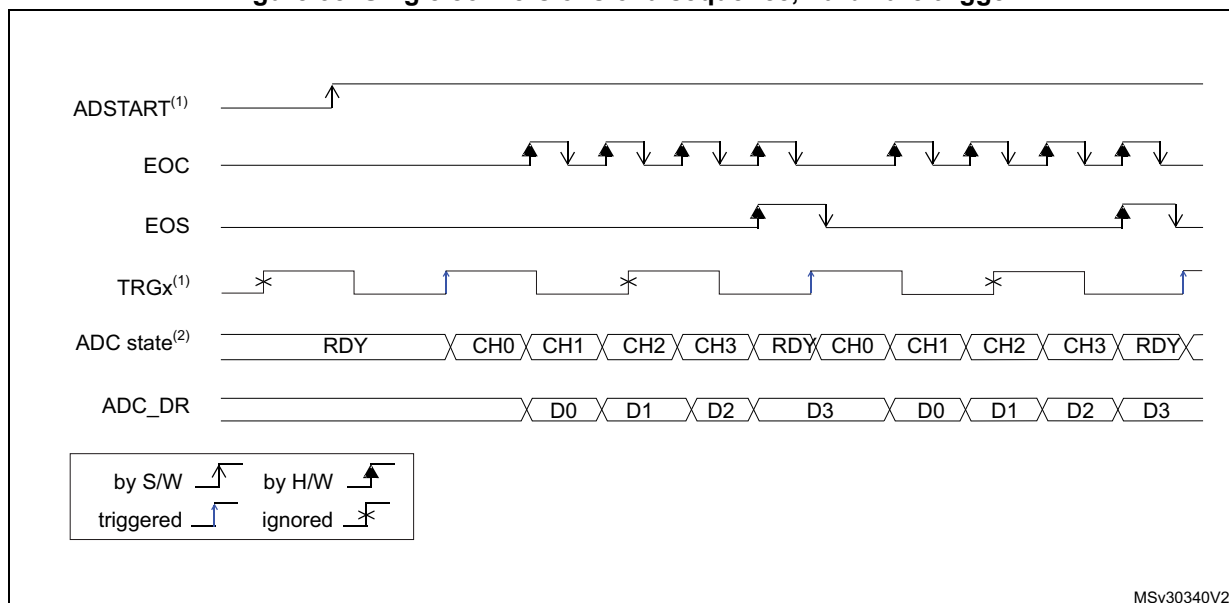 ADSTART(1)
EOC
EOS
TRGx(1)
ADC state(2) RDY CH0 CH1 CH2 CH3 RDY CH0 CH1 CH2 CH3 RDY
ADC_DR D0 D1 D2 D3 D0 D1 D2 D3
by S/W by H/W
triggered ignored
MSv30340V2